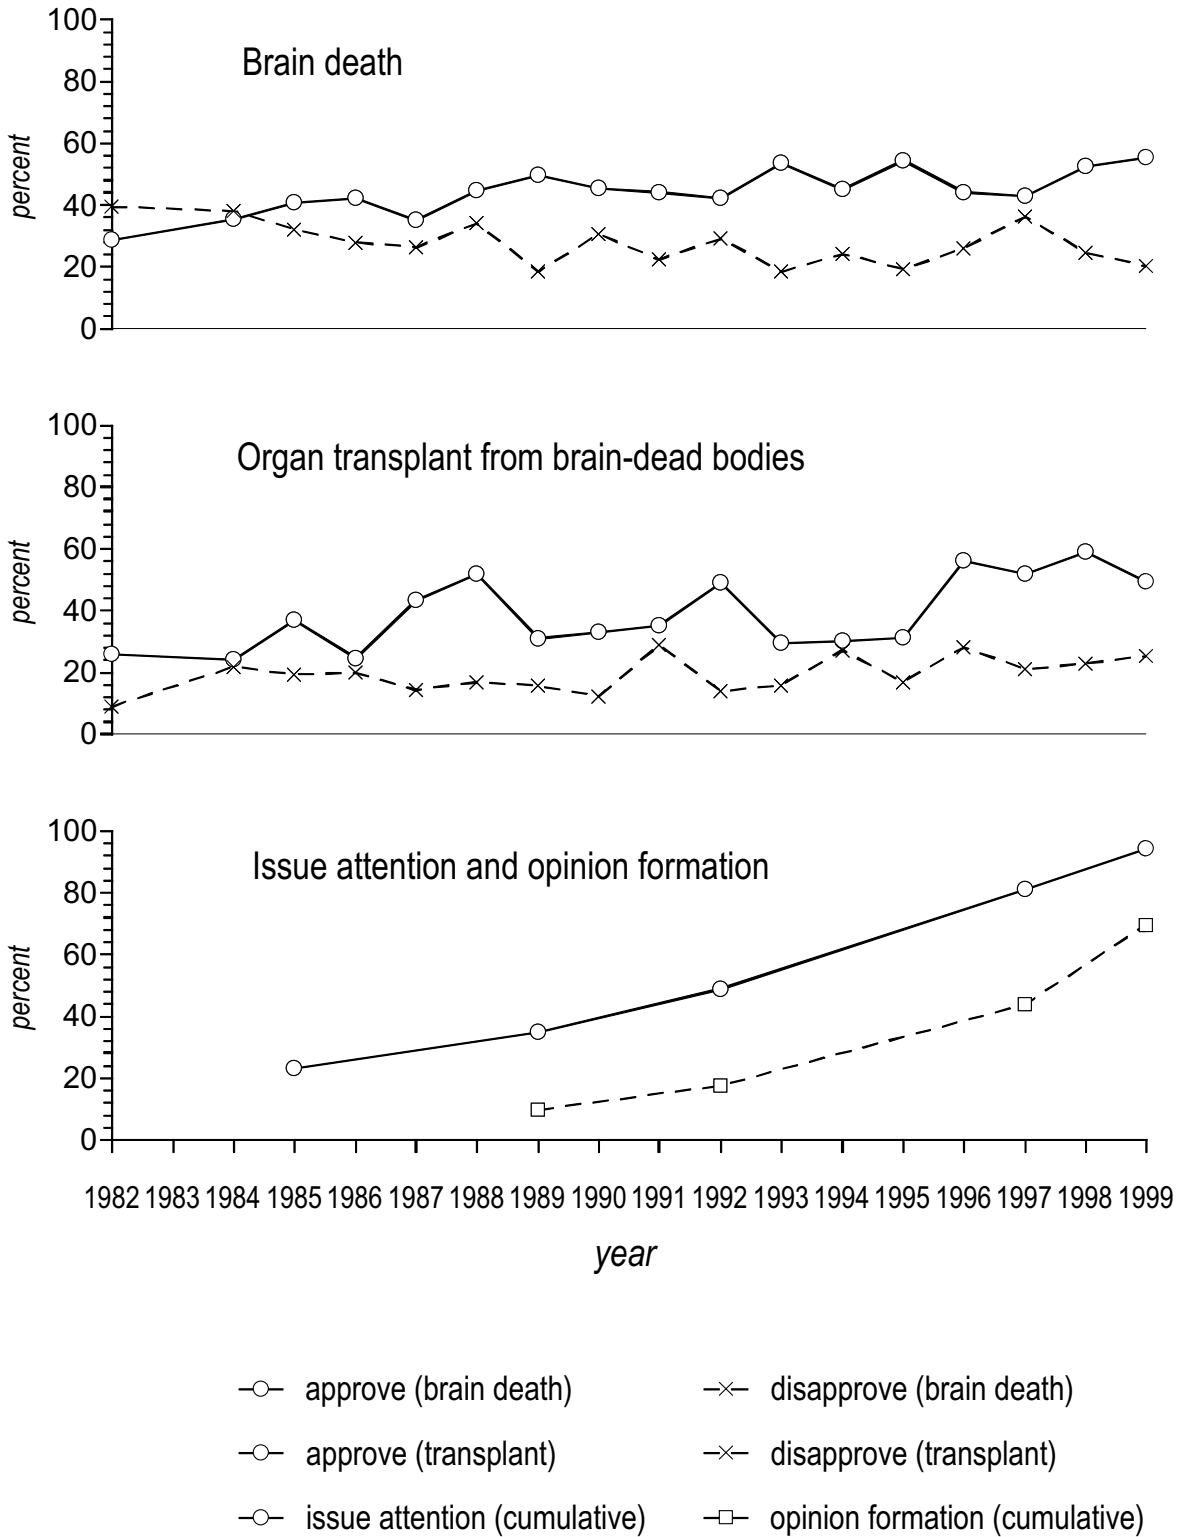 100
Brain death
80
60
percent
40
20
0
100
Organ transplant from brain-dead bodies
80
60
percent
40
20
0
100
Issue attention and opinion formation
80
60
percent
40
20
0
1982 1983 1984 1985 1986 1987 1988 1989 1990 1991 1992 1993 1994 1995 1996 1997 1998 1999
year
approve (brain death) disapprove (brain death)
approve (transplant) disapprove (transplant)
issue attention (cumulative) opinion formation (cumulative)